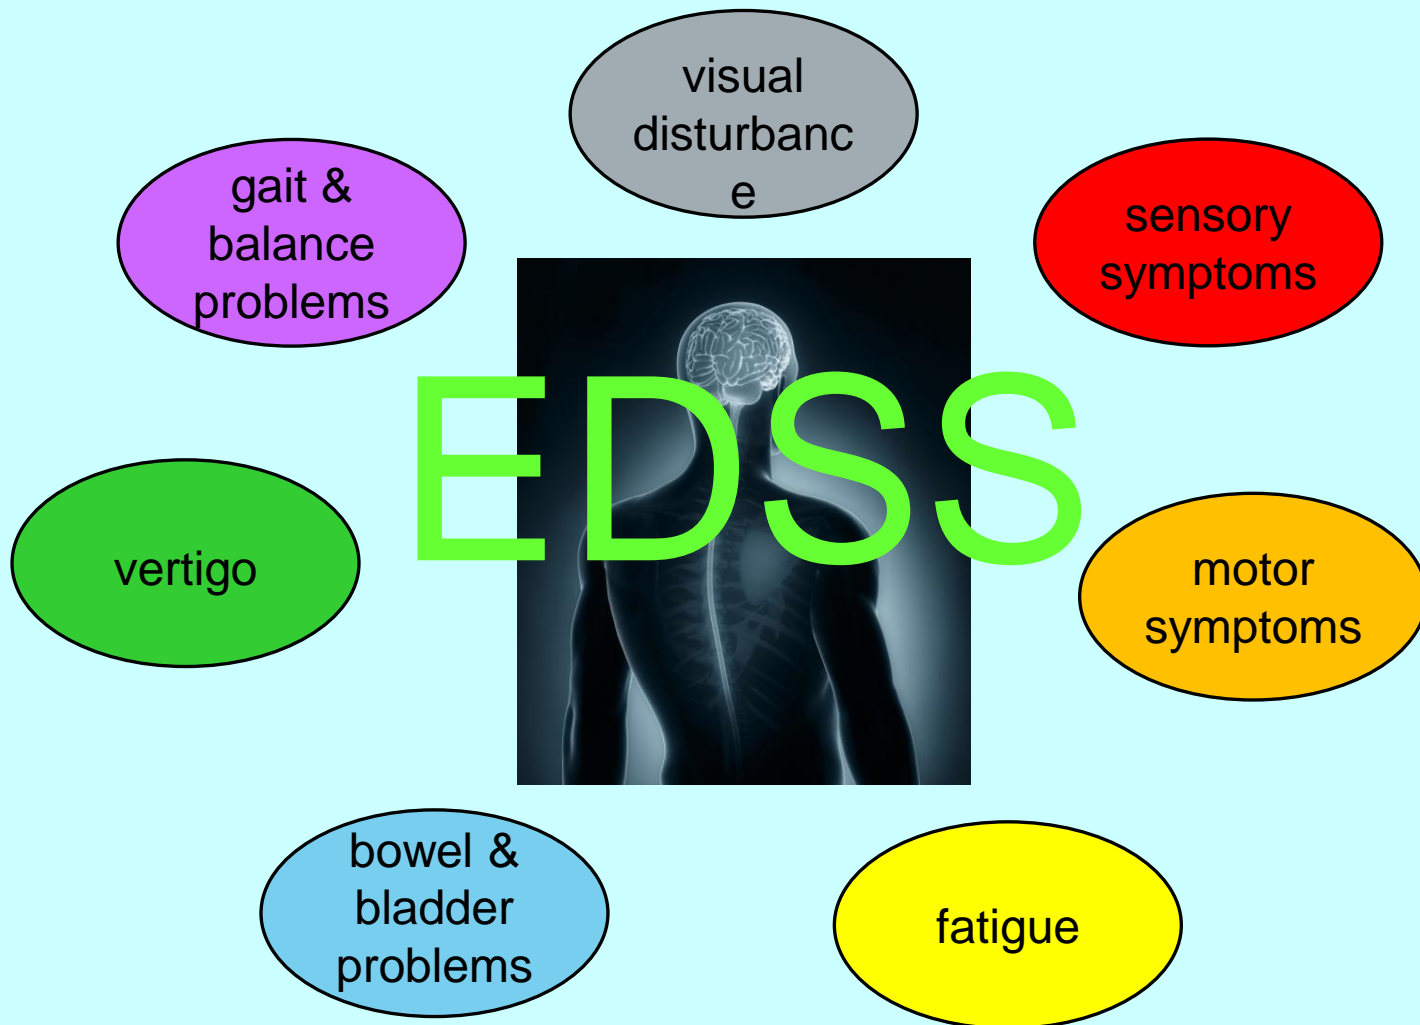 visual
disturbanc
e
gait &
balance
problems
sensory
symptoms
EDSS
vertigo
motor
symptoms
bowel &
bladder
problems
fatigue